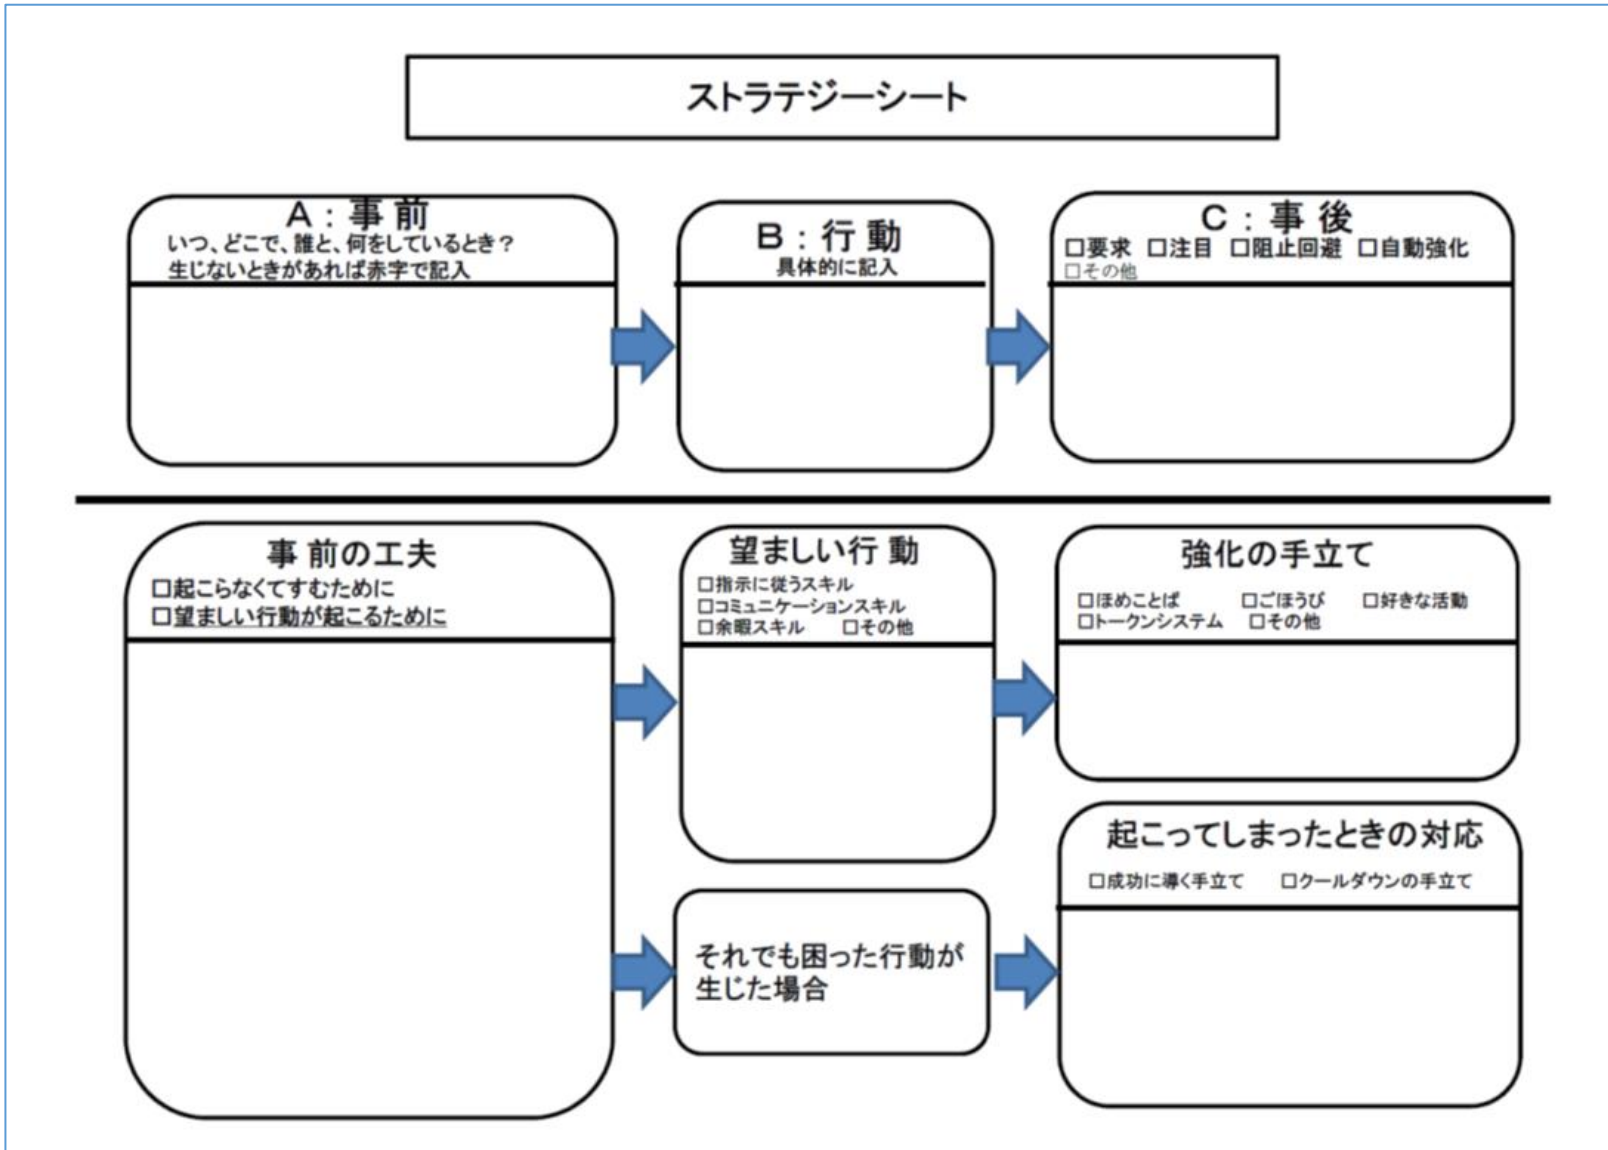 ストラテジーシート
A：事前
いつ、どこで、誰と、何をしているとき？
生じないときがあれば赤字で記入
B：行動
具体的に記入
C：事後
□要求 □注目 □阻止回避 □自動強化
□その他
事前の工夫
□起こらなくてすむために
□望ましい行動が起こるために
望ましい行動
□指示に従うスキル
□コミュニケーションスキル
□余暇スキル □その他
強化の手立て
□ほめことば □ごほうび □好きな活動
□トークンシステム □その他
それでも困った行動が
生じた場合
起こってしまったときの対応
□成功に導く手立て □クールダウンの手立て